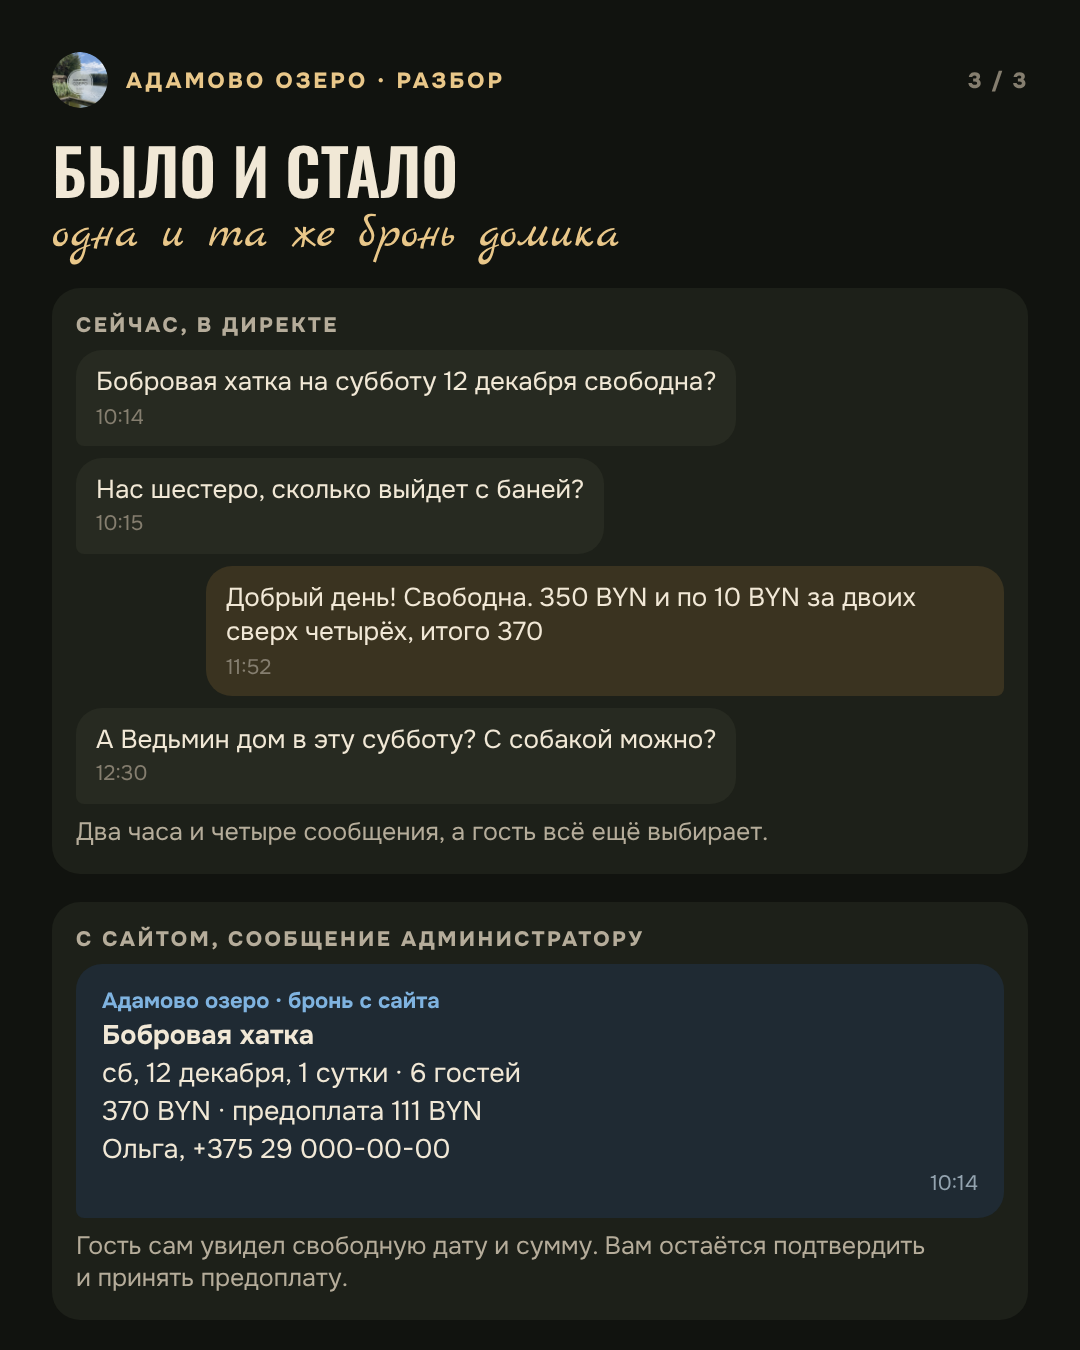 АДАМОВО ОЗЕРО · РАЗБОР
3 / 3
БЫЛО И СТАЛО
одна и та же бронь домика
СЕЙЧАС, В ДИРЕКТЕ
Бобровая хатка на субботу 12 декабря свободна?
10:14
Нас шестеро, сколько выйдет с баней?
10:15
Добрый день! Свободна. 350 BYN и по 10 BYN за двоих
сверх четырёх, итого 370
11:52
А Ведьмин дом в эту субботу? С собакой можно?
12:30
Два часа и четыре сообщения, а гость всё ещё выбирает.
С САЙТОМ, СООБЩЕНИЕ АДМИНИСТРАТОРУ
Адамово озеро · бронь с сайта
Бобровая хатка
сб, 12 декабря, 1 сутки · 6 гостей
370 BYN · предоплата 111 BYN
Ольга, +375 29 000-00-00
10:14
Гость сам увидел свободную дату и сумму. Вам остаётся подтвердить
и принять предоплату.